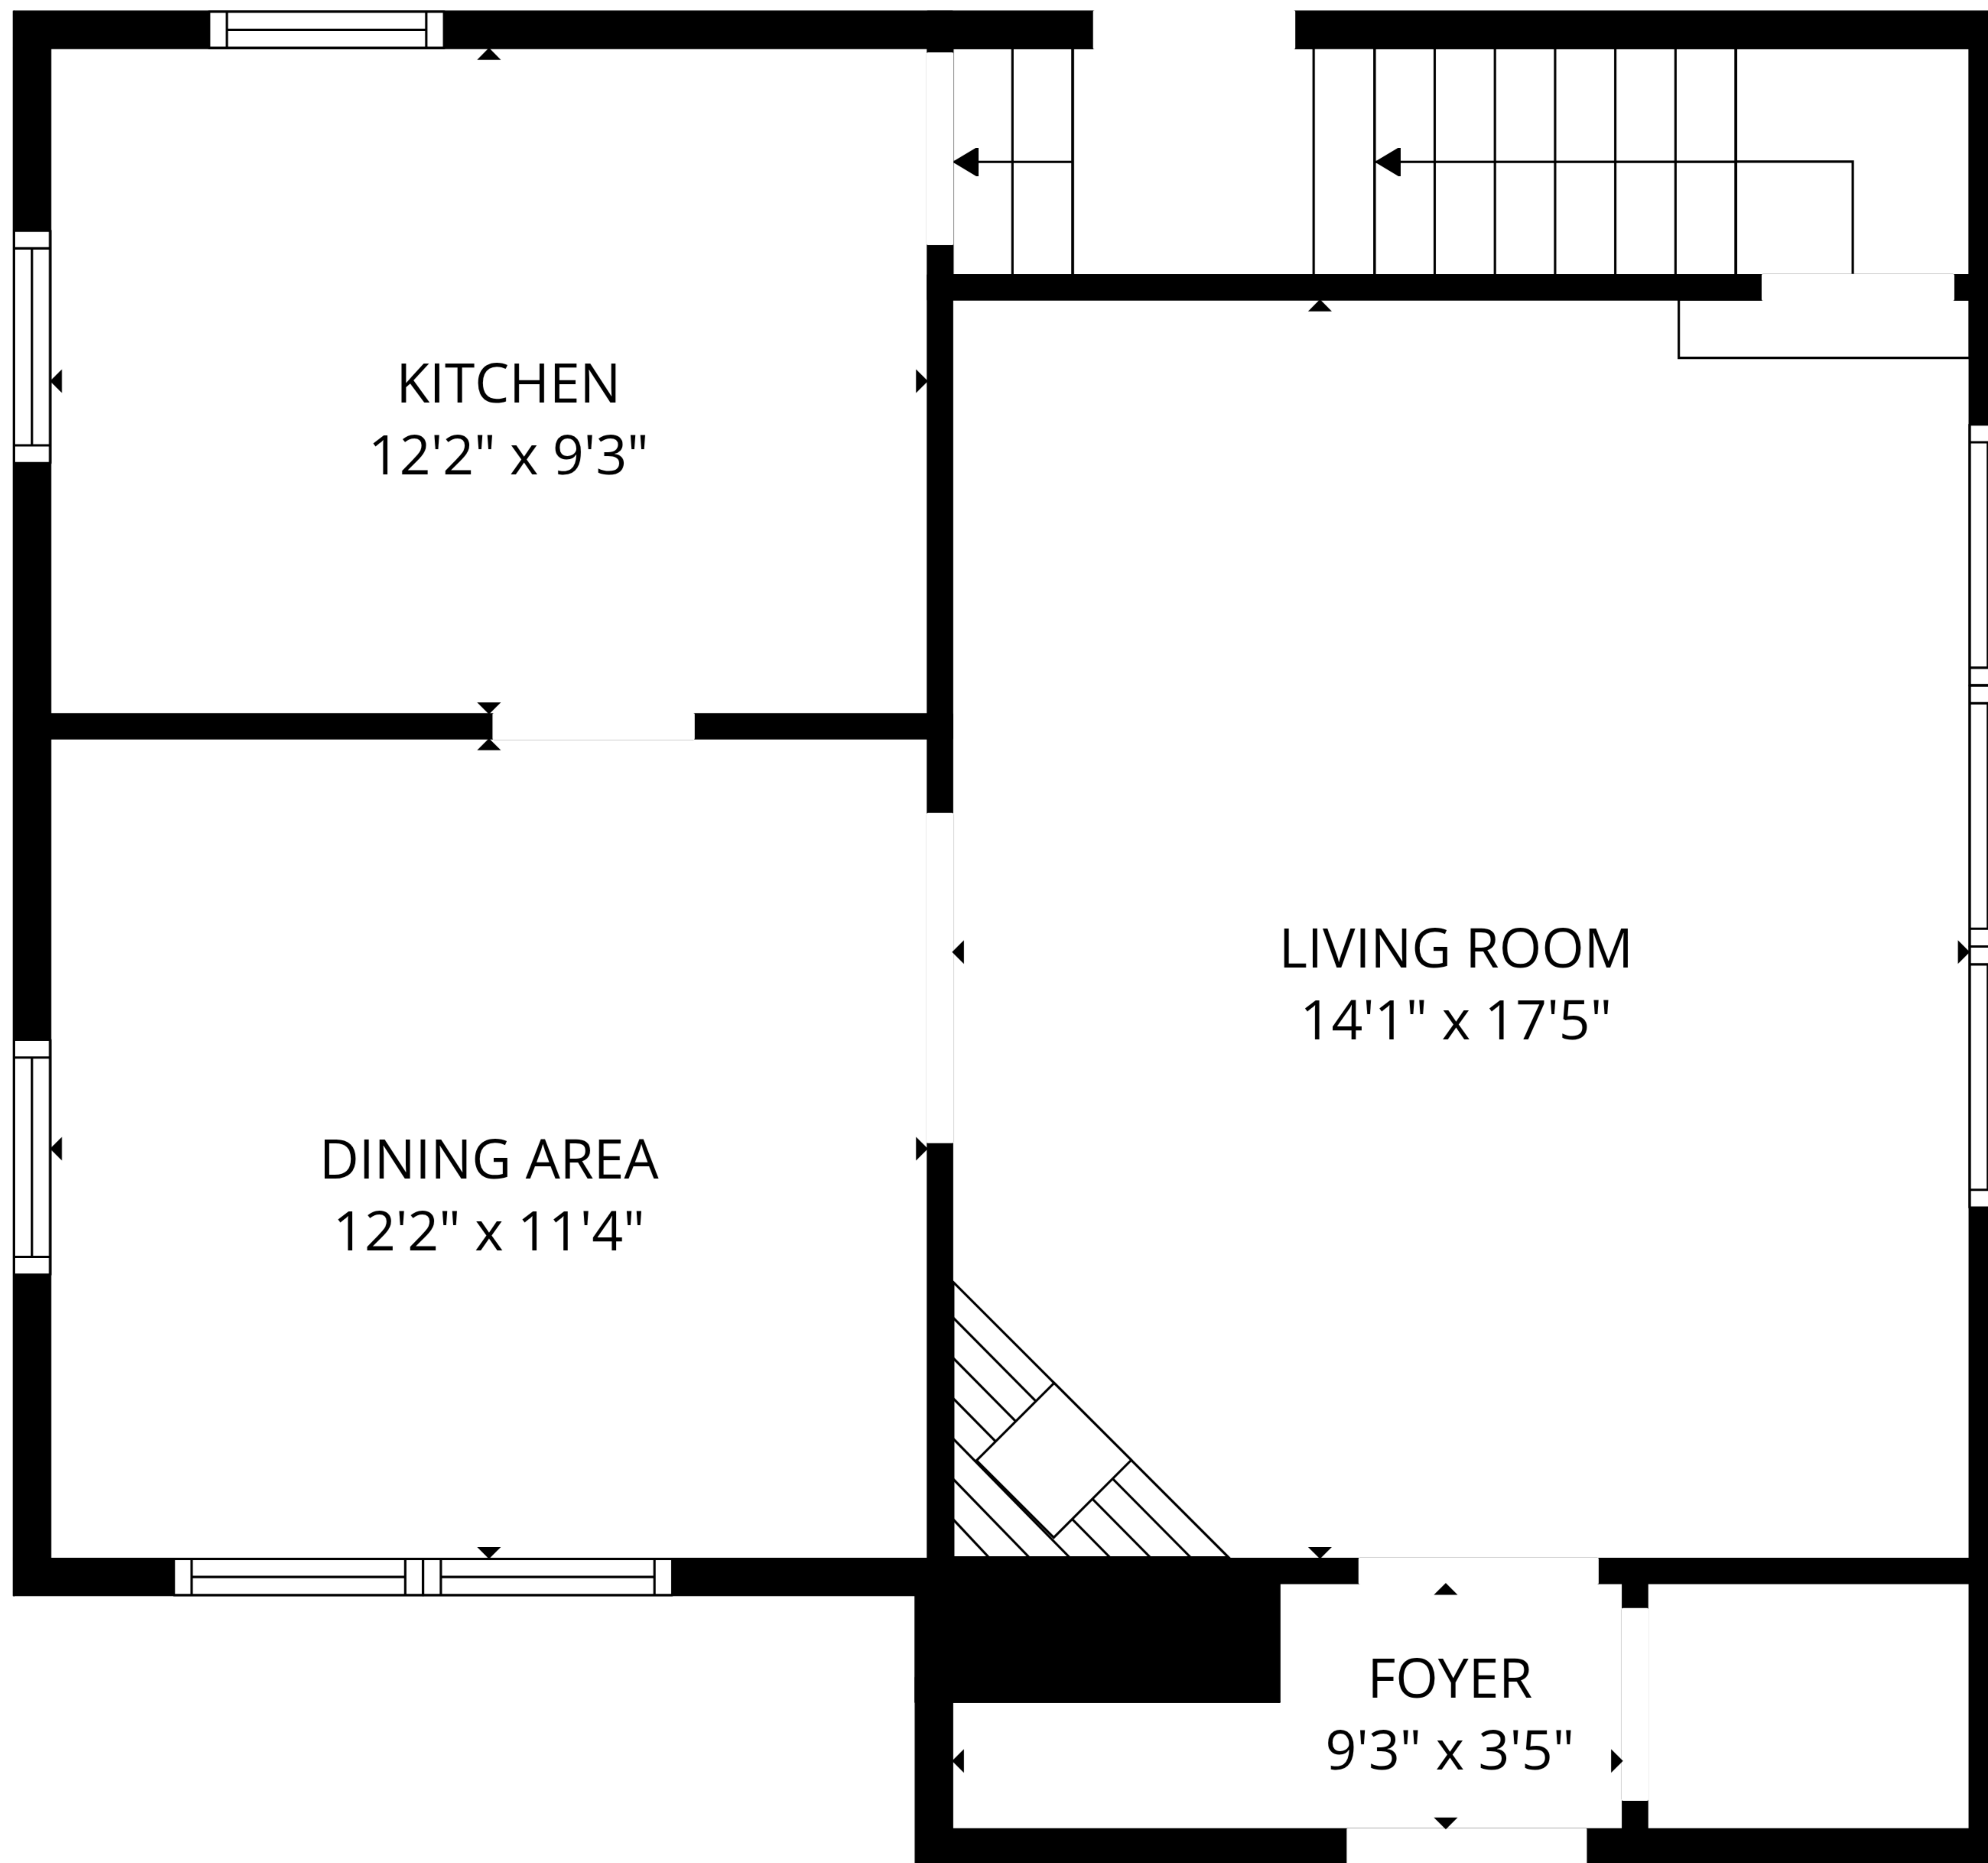 KITCHEN
12'2" x 9'3"
LIVING ROOM
14'1" x 17'5"
DINING AREA
12'2" x 11'4"
FOYER
9'3" x 3'5"